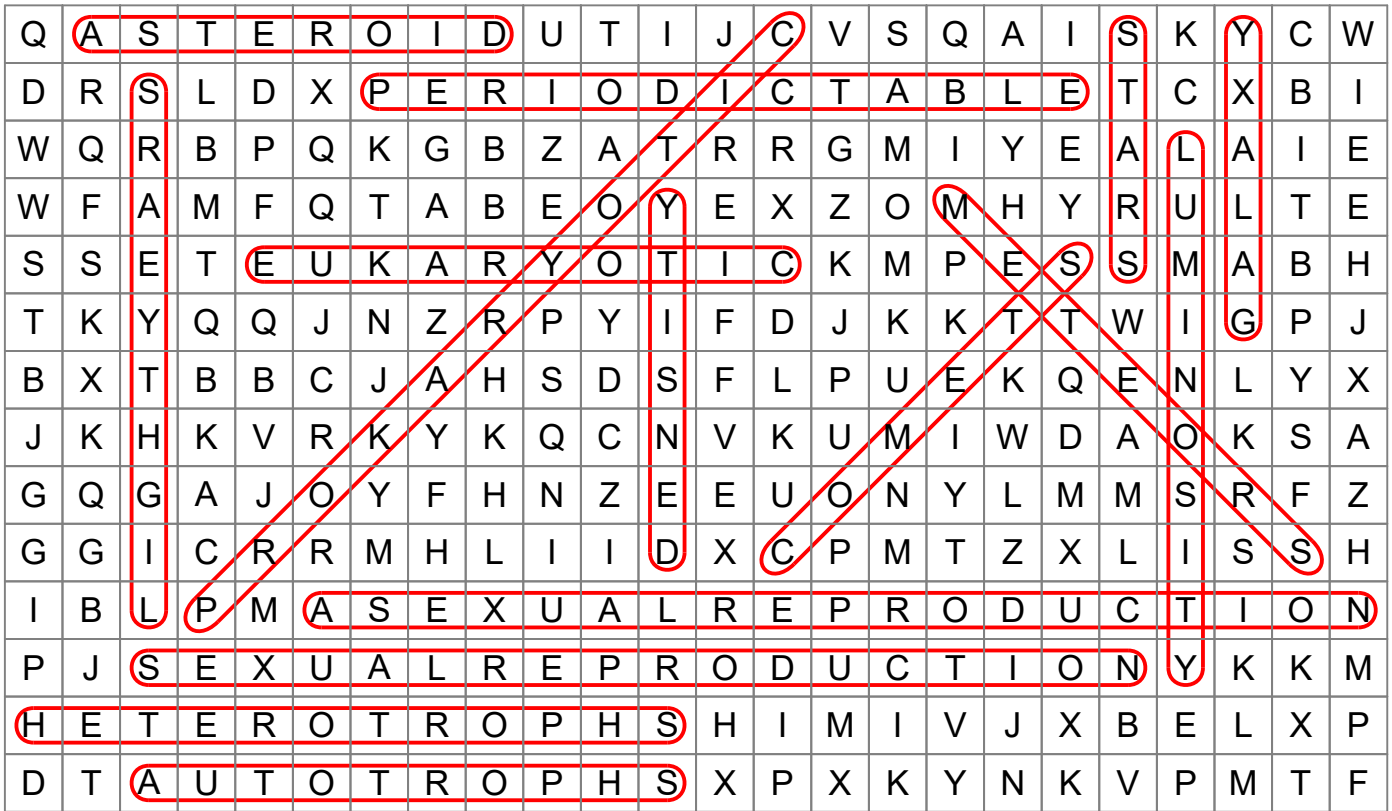 Q A S T E R O I D U T I J C V S Q A I S K Y C W
D R S L D X P E R I O D I C T A B L E T C X B I
W Q R B P Q K G B Z A T R R G M I Y E A L A I E
W F A M F Q T A B E O Y E X Z O M H Y R U L T E
S S E T E U K A R Y O T I C K M P E S S M A B H
T K Y Q Q J N Z R P Y I F D J K K T T W I G P J
B X T B B C J A H S D S F L P U E K Q E N L Y X
J K H K V R K Y K Q C N V K U M I W D A O K S A
G Q G A J O Y F H N Z E E U O N Y L M M S R F Z
G G I C R R M H L I I D X C P M T Z X L I S S H
I B L P M A S E X U A L R E P R O D U C T I O N
P J S E X U A L R E P R O D U C T I O N Y K K M
H E T E R O T R O P H S H I M I V J X B E L X P
D T A U T O T R O P H S X P X K Y N K V P M T F